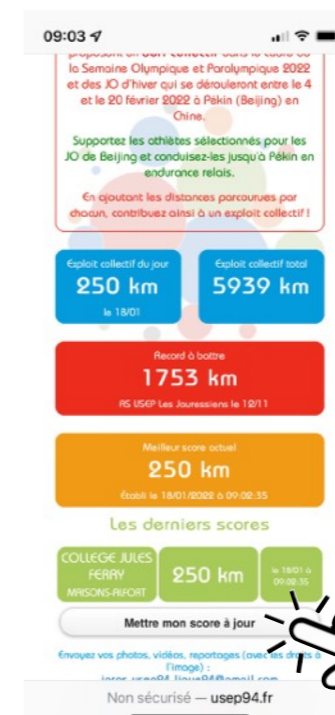 09:03
proposent un défi collectif dans le cadre de
la Semaine Olympique et Paralympique 2022
et des JO d'hiver qui se dérouleront entre le 4
et le 20 février 2022 à Pékin (Beijing) en
Chine.
Supportez les athlètes sélectionnés pour les
JO de Beijing et conduisez-les jusqu'à Pékin en
endurance relais.
En ajoutant les distances parcourues par
chacun, contribuez ainsi à un exploit collectif !
Exploit collectif du jour
250 km
le 18/01
Exploit collectif total
5939 km
Record à battre
1753 km
AS USEP Les Jouressiens le 12/11
Meilleur score actuel
250 km
Établi le 18/01/2022 à 09:02:35
Les derniers scores
COLLEGE JULES
FERRY
MAISONS-ALFORT
250 km
le 18/01 à
09:02:35
Mettre mon score à jour
Envoyez vos photos, vidéos, reportages (avec les droits à
l'image) :
Non sécurisé — usep94.fr